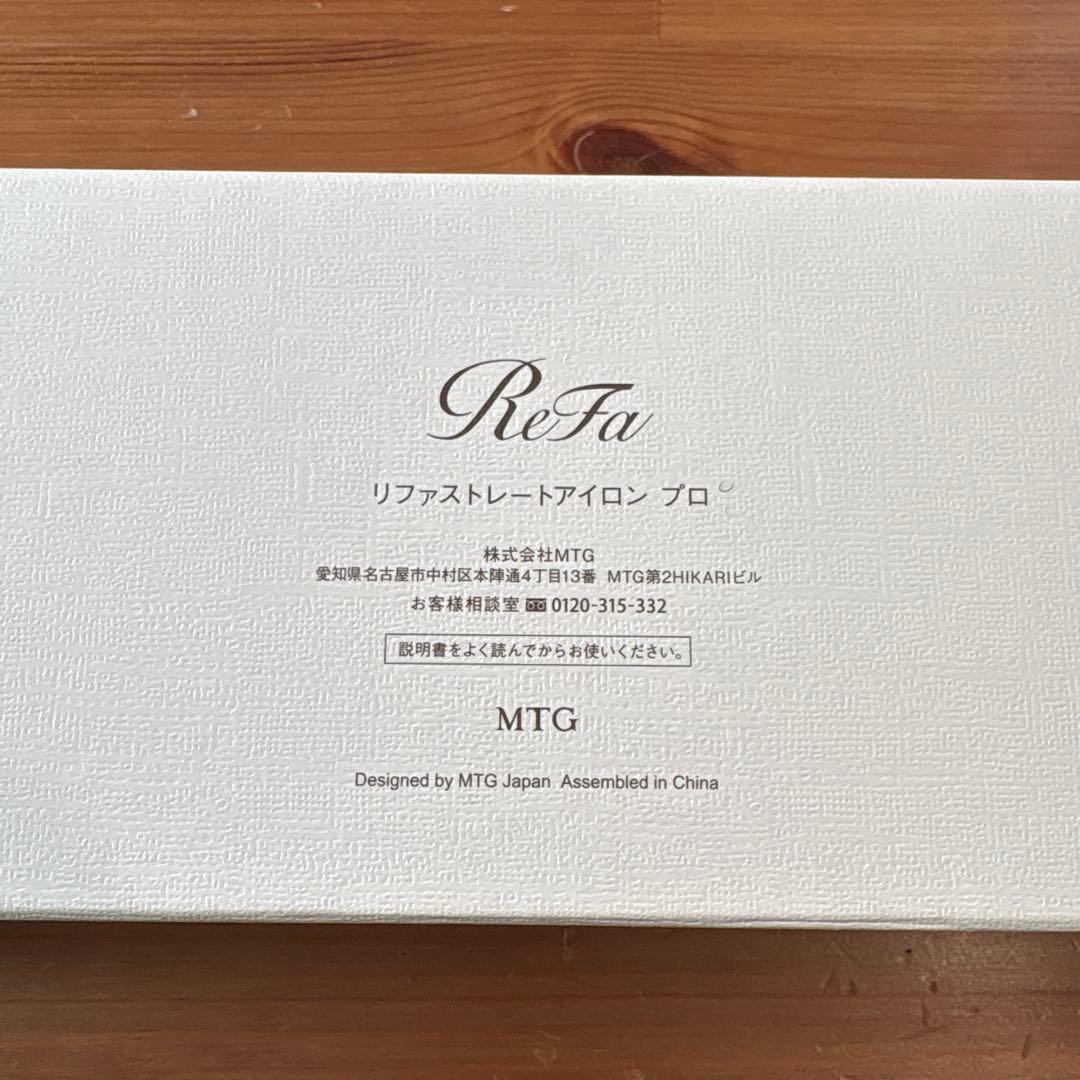 ReFa
リファストレートアイロン プロ
株式会社MTG
愛知県名古屋市中村区本陣通4丁目13番 MTG第2HIKARIビル
お客様相談室 0120-315-332
説明書をよく読んでからお使いください。
MTG
Designed by MTG Japan Assembled in China